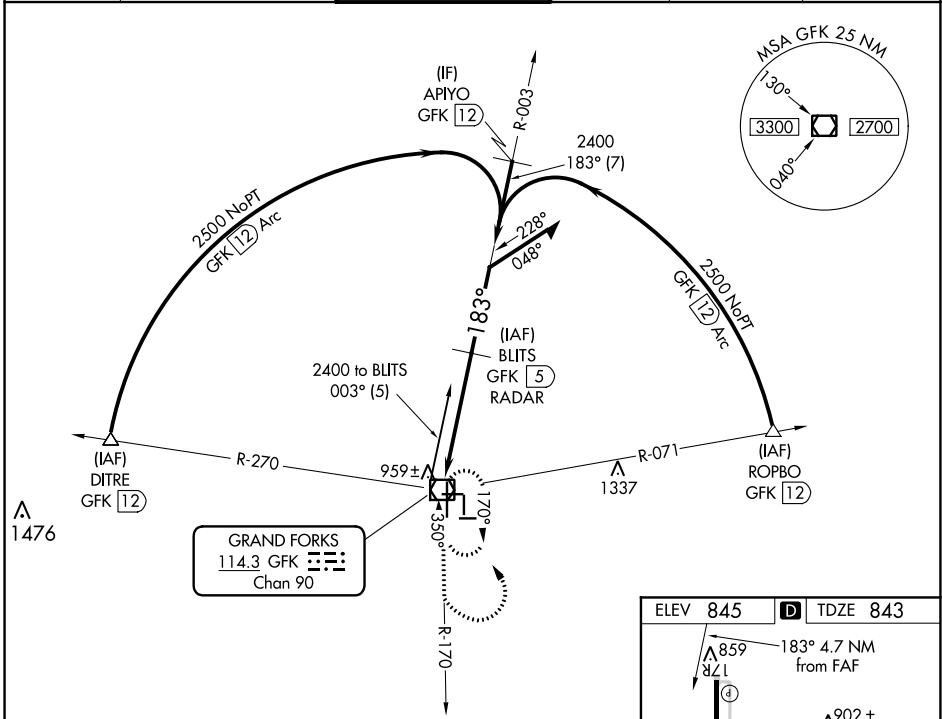 MSA GFK 25 NM
130°
3300
2700
040°
(IF)
APIYO
GFK 12
R-003
2400
183° (7)
2500 NoPT
GFK 12 Arc
228°
048°
2500 NoPT
GFK 12 Arc
183°
(IAF)
BLITS
GFK 5
RADAR
2400 to BLITS
003° (5)
(IAF)
DITRE
GFK 12
R-270
959±
R-071
1337
(IAF)
ROPBO
GFK 12
1476
170°
350°
GRAND FORKS
114.3 GFK
Chan 90
R-170
ELEV 845 D TDZE 843
859
183° 4.7 NM
from FAF
17R
P
902±